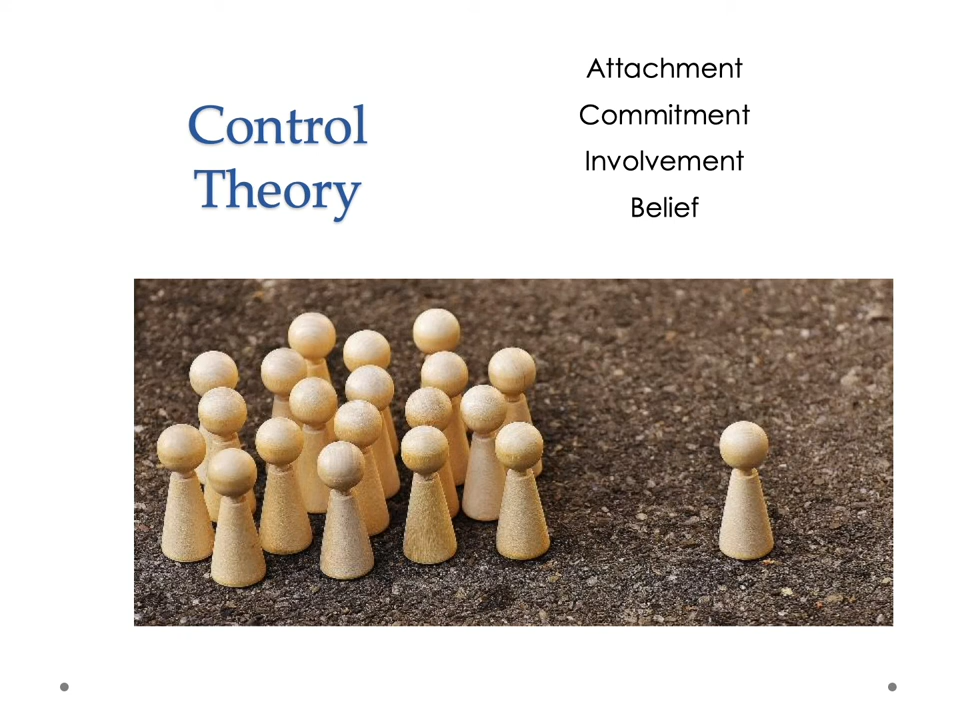 Control
Theory
Attachment
Commitment
Involvement
Belief